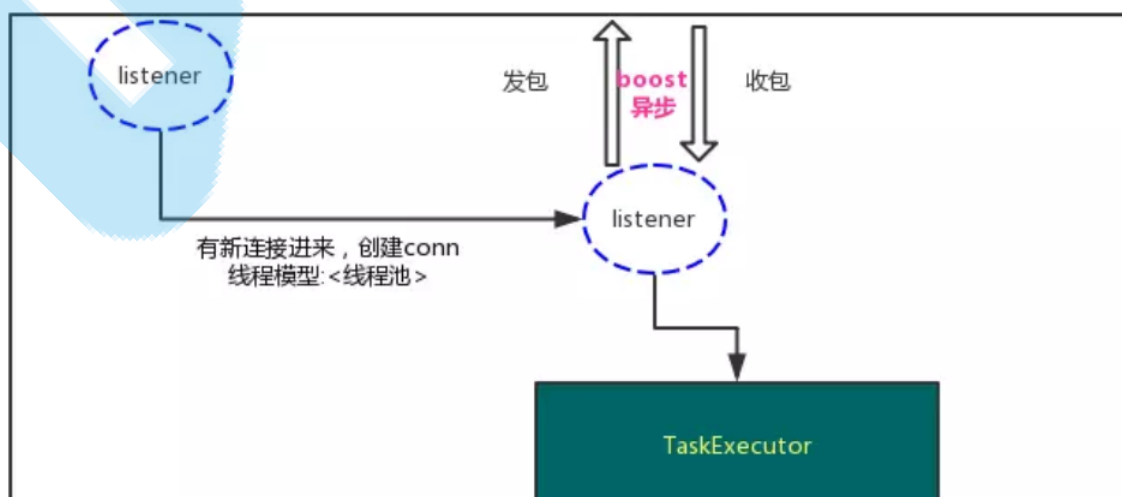 listener
发包
boost
异步
收包
listener
有新连接进来，创建conn
线程模型:<线程池>
TaskExecutor